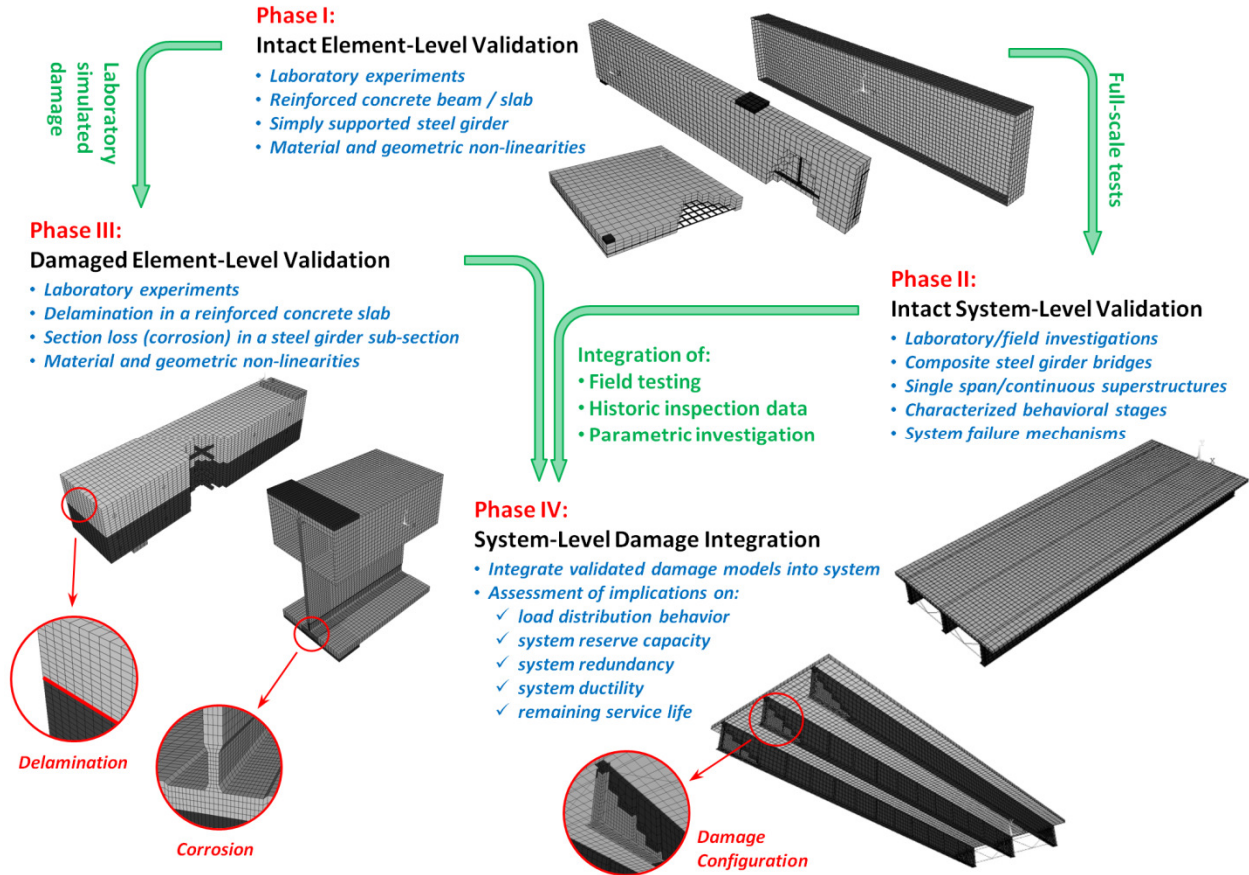 Phase I:
Intact Element-Level Validation
• Laboratory experiments
• Reinforced concrete beam / slab
• Simply supported steel girder
• Material and geometric non-linearities
Laboratory
simulated
damage
Full-scale tests
Phase III:
Damaged Element-Level Validation
• Laboratory experiments
• Delamination in a reinforced concrete slab
• Section loss (corrosion) in a steel girder sub-section
• Material and geometric non-linearities
Phase II:
Intact System-Level Validation
• Laboratory/field investigations
• Composite steel girder bridges
• Single span/continuous superstructures
• Characterized behavioral stages
• System failure mechanisms
Integration of:
• Field testing
• Historic inspection data
• Parametric investigation
Phase IV:
System-Level Damage Integration
• Integrate validated damage models into system
• Assessment of implications on:
✓ load distribution behavior
✓ system reserve capacity
✓ system redundancy
✓ system ductility
✓ remaining service life
Delamination
Corrosion
Damage
Configuration